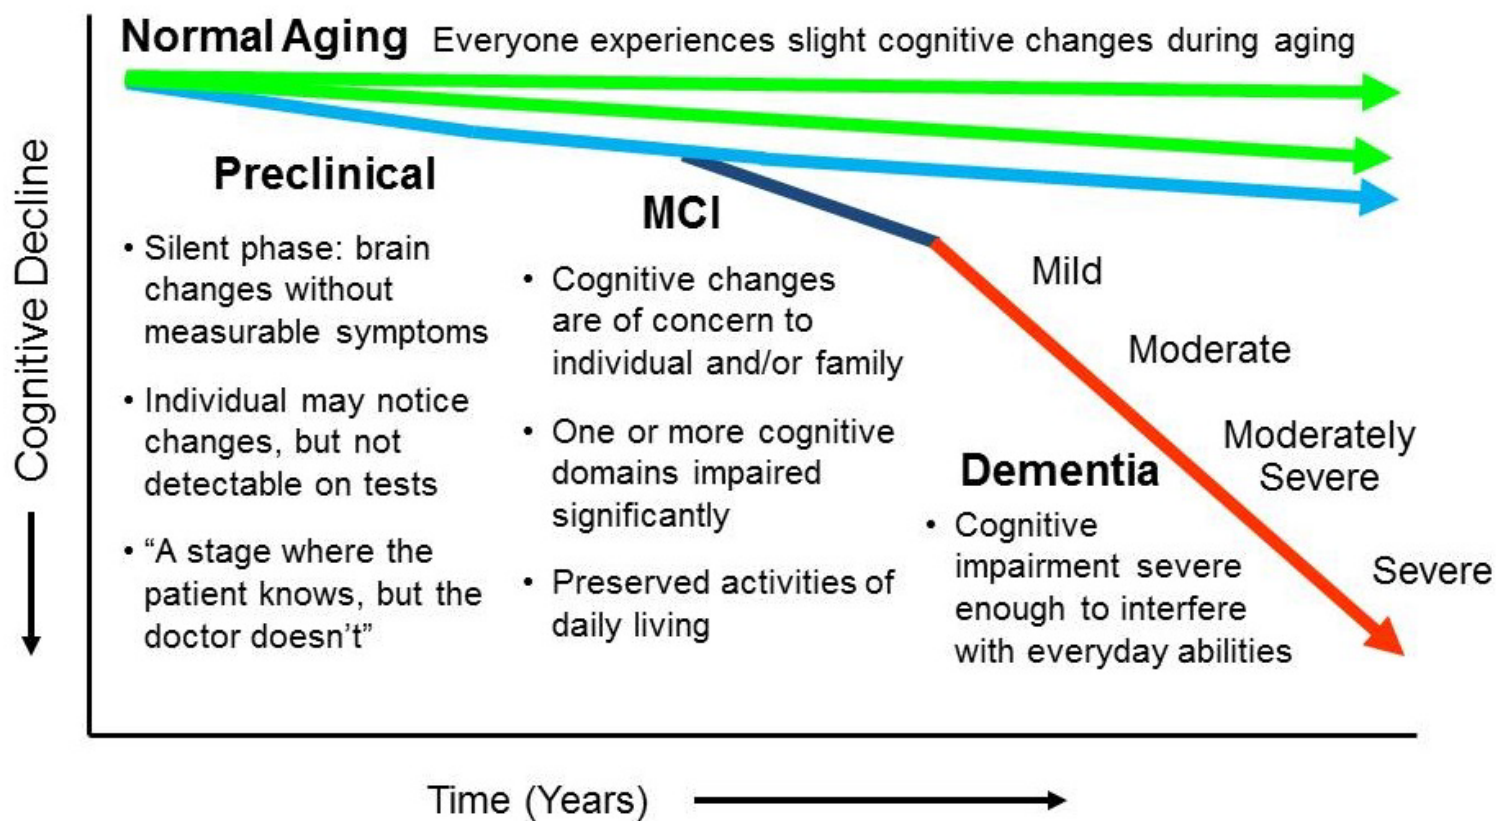 Normal Aging Everyone experiences slight cognitive changes during aging
Cognitive Decline
Preclinical
• Silent phase: brain
changes without
measurable symptoms
• Individual may notice
changes, but not
detectable on tests
• “A stage where the
patient knows, but the
doctor doesn’t”
MCI
• Cognitive changes
are of concern to
individual and/or family
• One or more cognitive
domains impaired
significantly
• Preserved activities of
daily living
Mild
Moderate
Moderately
Severe
Severe
Dementia
• Cognitive
impairment severe
enough to interfere
with everyday abilities
Time (Years)